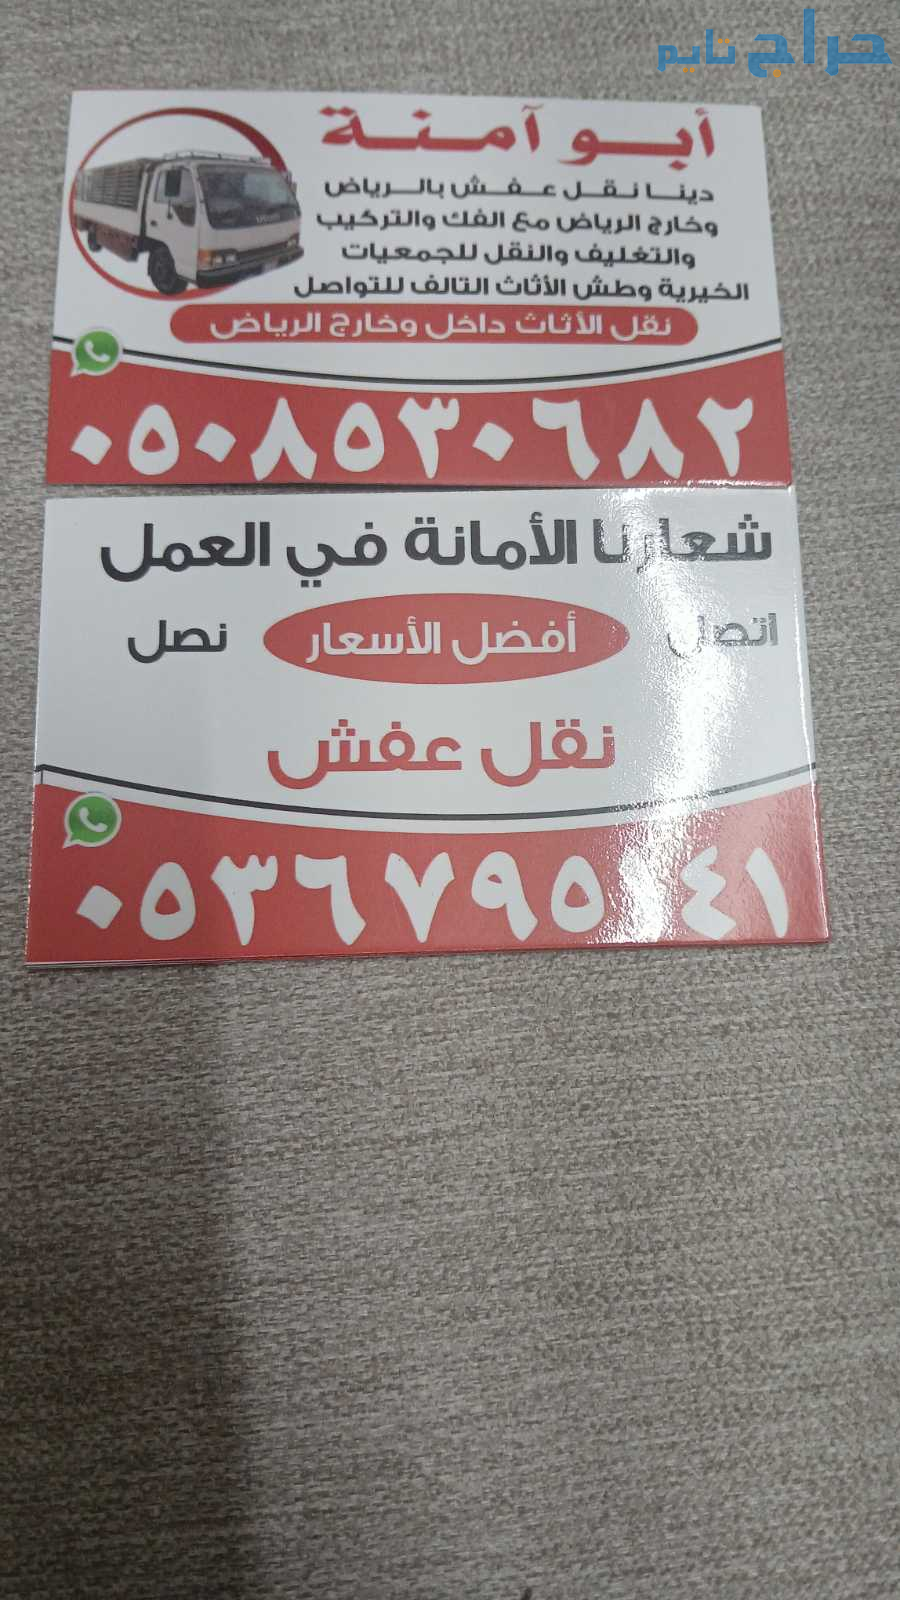 حراج تايم
أبو آمنة
دينا نقل عفش بالرياض
وخارج الرياض مع الفك والتركيب
والتغليف والنقل للجمعيات
الخيرية وطش الأثاث التالف للتواصل
نقل الأثاث داخل وخارج الرياض
٠٥٠٨٥٣٠٦٨٢
شعارنا الأمانة في العمل
اتصل أفضل الأسعار نصل
نقل عفش